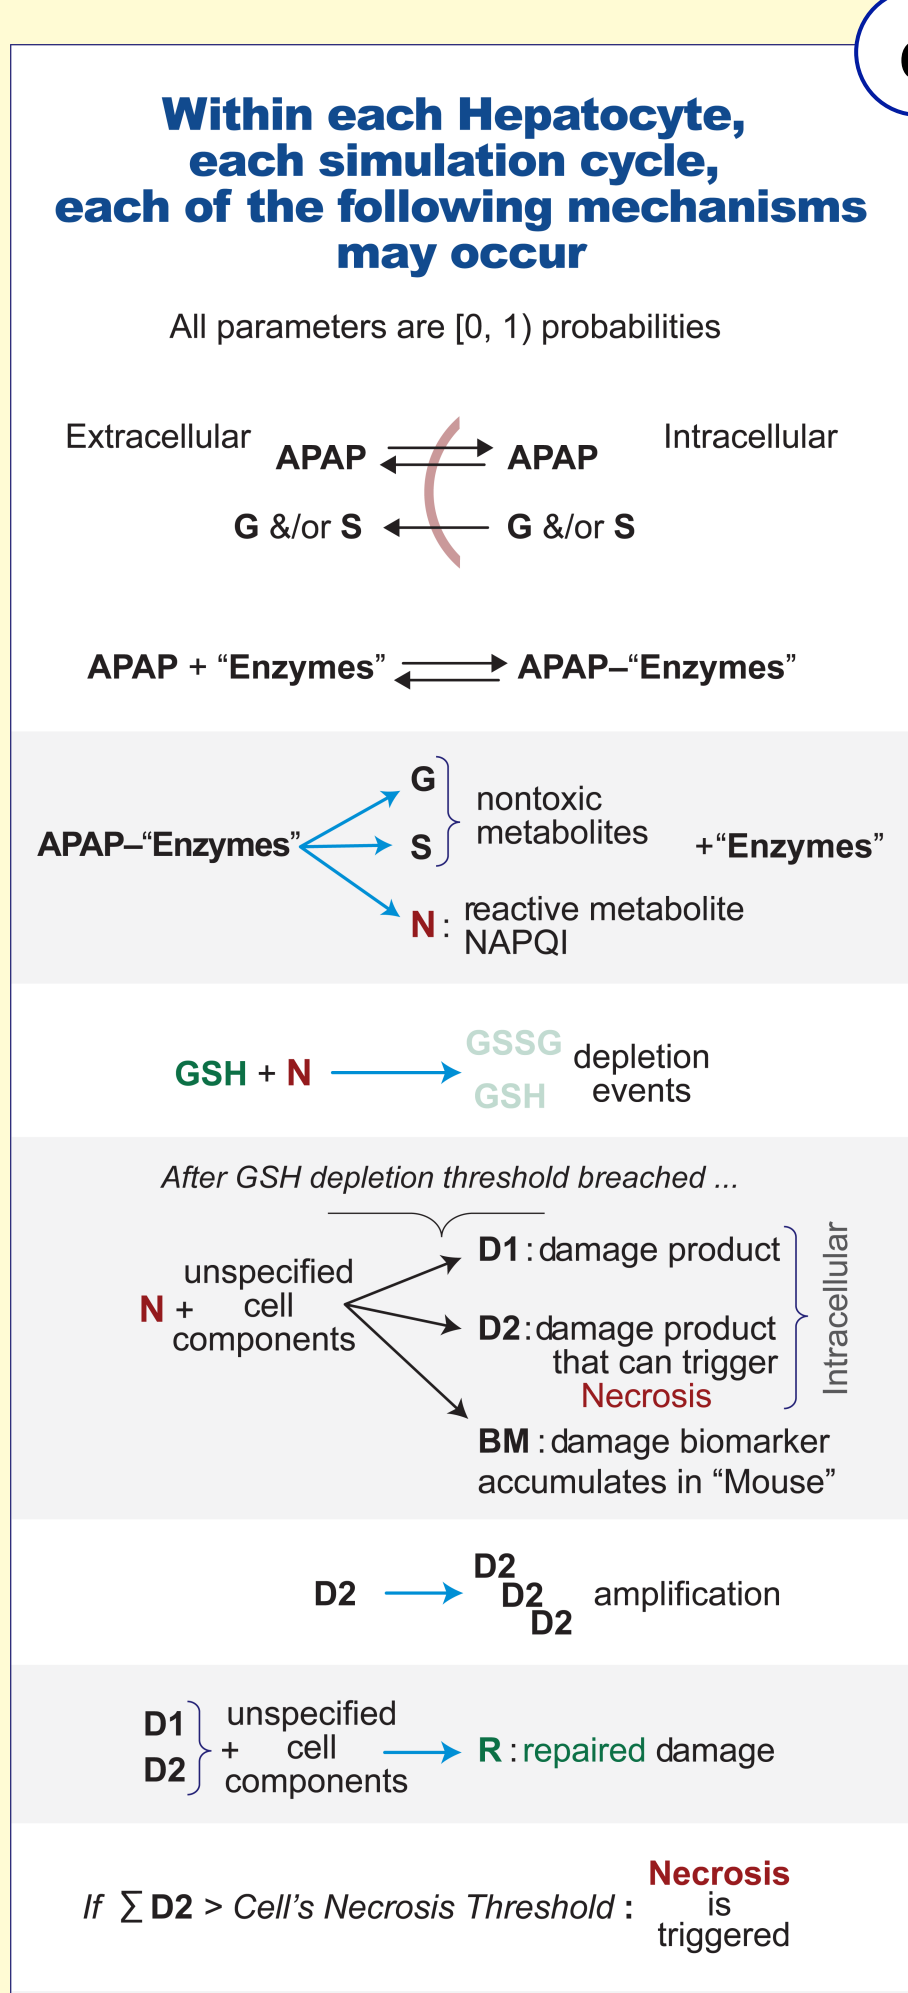 Within each Hepatocyte,
each simulation cycle,
each of the following mechanisms
may occur
All parameters are [0, 1) probabilities
Extracellular
Intracellular
APAP APAP
G &/or S G &/or S
APAP + “Enzymes” APAP–“Enzymes”
APAP–“Enzymes”
G
S
nontoxic
metabolites
+“Enzymes”
N : reactive metabolite
NAPQI
GSH + N
GSSG
GSH
depletion
events
After GSH depletion threshold breached ...
N +
unspecified
cell
components
D1 : damage product
D2 : damage product
that can trigger
Necrosis
Intracellular
BM : damage biomarker
accumulates in “Mouse”
D2
D2
D2
D2
amplification
D1
D2
+
unspecified
cell
components
R : repaired damage
If ∑ D2 > Cell’s Necrosis Threshold :
Necrosis
is
triggered